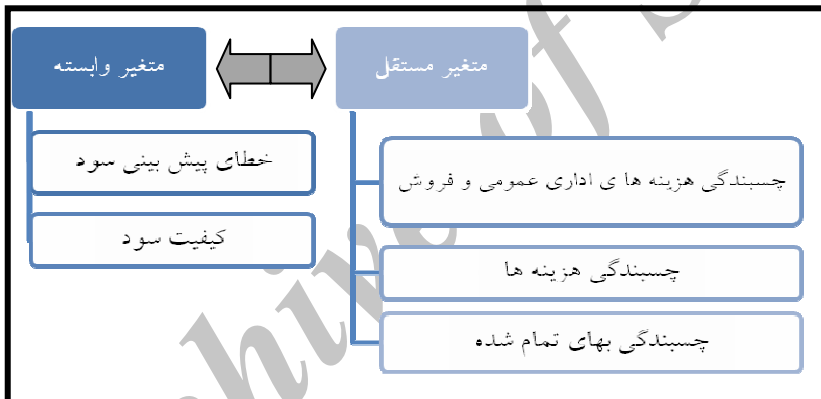 متغیر مستقل
چسبندگی هزینه ها ی اداری عمومی و فروش
چسبندگی هزینه ها
چسبندگی بهای تمام شده
متغیر وابسته
خطای پیش بینی سود
کیفیت سود